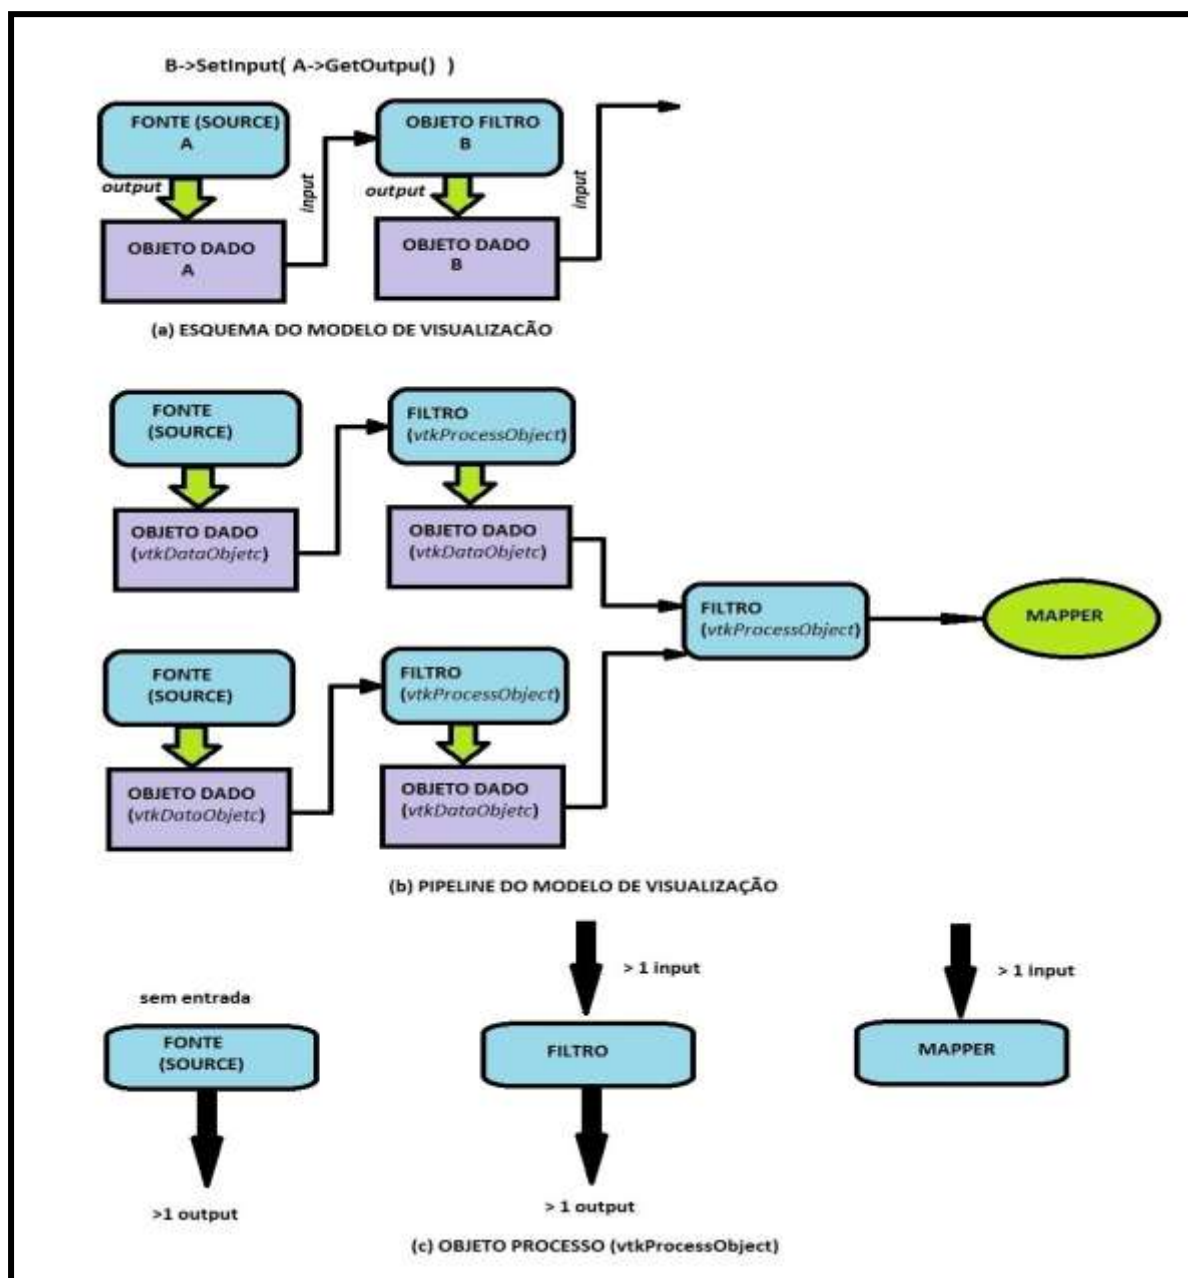 B->SetInput( A->GetOutpu() )
FONTE (SOURCE)
A
OBJETO FILTRO
B
output
input
output
input
OBJETO DADO
A
OBJETO DADO
B
(a) ESQUEMA DO MODELO DE VISUALIZACÃO
FONTE
(SOURCE)
FILTRO
(vtkProcessObject)
OBJETO DADO
(vtkDataObjetc)
OBJETO DADO
(vtkDataObjetc)
FILTRO
(vtkProcessObject)
MAPPER
FONTE
(SOURCE)
FILTRO
(vtkProcessObject)
OBJETO DADO
(vtkDataObjetc)
OBJETO DADO
(vtkDataObjetc)
(b) PIPELINE DO MODELO DE VISUALIZAÇÃO
> 1 input
> 1 input
sem entrada
FONTE
(SOURCE)
FILTRO
MAPPER
>1 output
> 1 output
(c) OBJETO PROCESSO (vtkProcessObject)